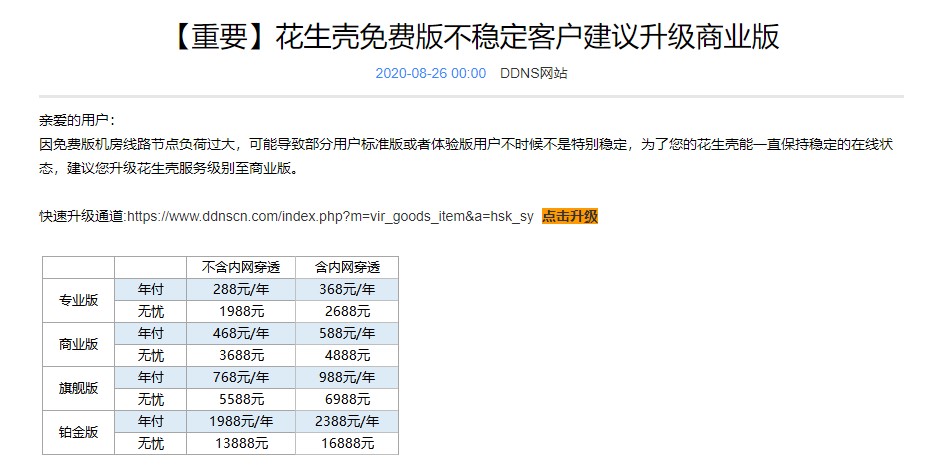 【重要】花生壳免费版不稳定客户建议升级商业版
2020-08-26 00:00 DDNS网站
亲爱的用户：
因免费版机房线路节点负荷过大，可能导致部分用户标准版或者体验版用户不时候不是特别稳定，为了您的花生壳能一直保持稳定的在线状
态，建议您升级花生壳服务级别至商业版。
快速升级通道:https://www.ddnscn.com/index.php?m=vir_goods_item&a=hsk_sy 点击升级
不含内网穿透 含内网穿透
专业版 年付 288元/年 368元/年
无忧 1988元 2688元
商业版 年付 468元/年 588元/年
无忧 3688元 4888元
旗舰版 年付 768元/年 988元/年
无忧 5588元 6988元
铂金版 年付 1988元/年 2388元/年
无忧 13888元 16888元